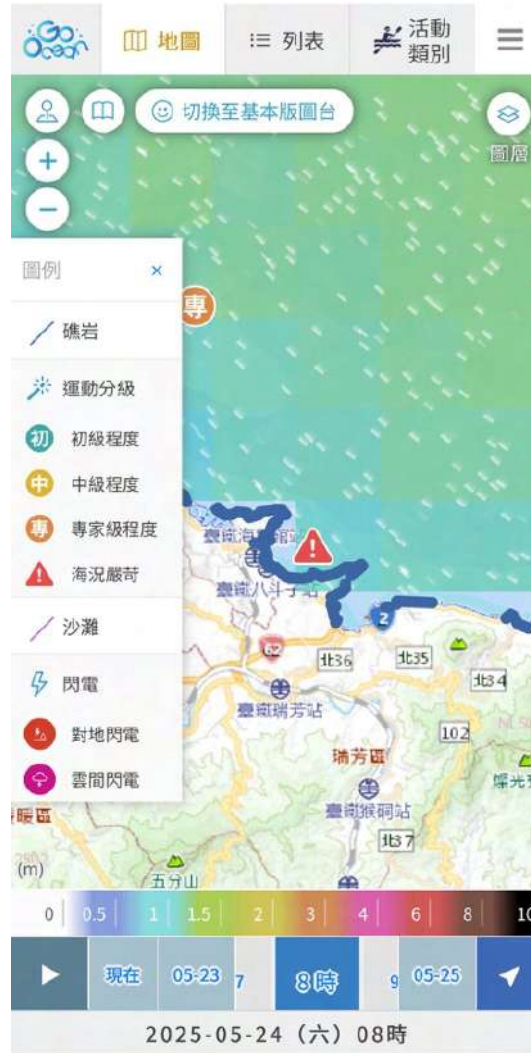 Go Ocean
地圖
列表
活動類別
切換至基本版圖台
圖層
圖例 ×
專
礁岩
運動分級
初 初級程度
中 中級程度
專 專家級程度
海況嚴苛
沙灘
閃電
對地閃電
雲間閃電
臺鐵八斗子站
2
62
北36
北35
北34
臺鐵瑞芳站
102
瑞芳區
臺鐵猴硐站
北37
暖區
五分山
(m)
0 0.5 1 1.5 2 3 4 6 8 10
現在 05-23 7 8時 9 05-25
2025-05-24（六）08時